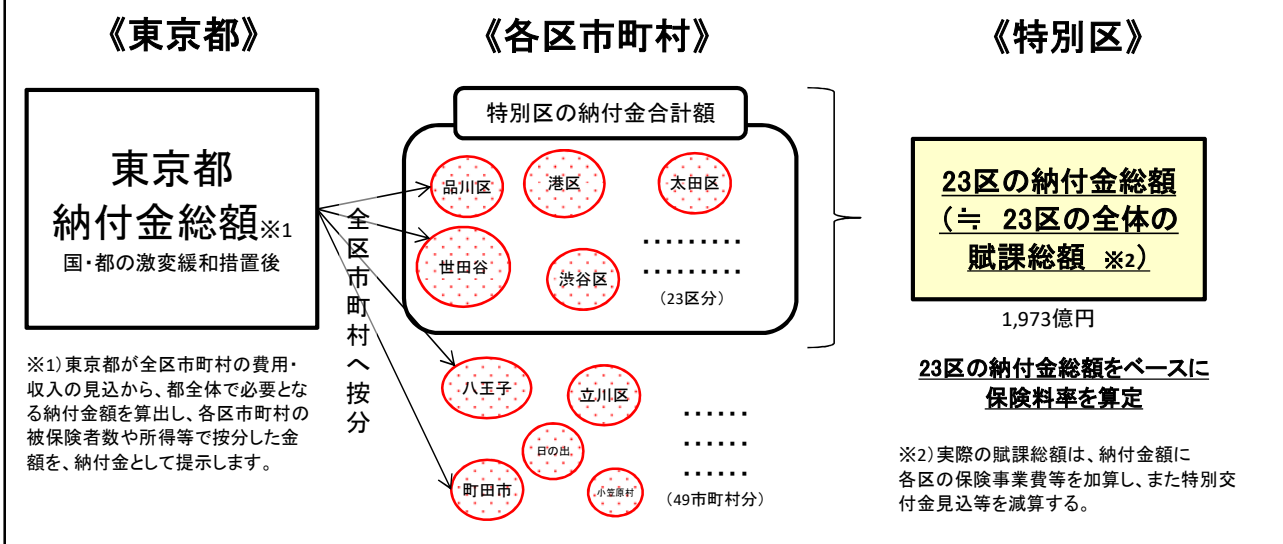 《東京都》
《各区市町村》
《特別区》
東京都
納付金総額※1
国・都の激変緩和措置後
※1)東京都が全区市町村の費用・
収入の見込から、都全体で必要とな
る納付金額を算出し、各区市町村の
被保険者数や所得等で按分した金
額を、納付金として提示します。
全区市町村へ按分
特別区の納付金合計額
品川区
港区
太田区
世田谷
渋谷区
………
………
(23区分)
八王子
立川区
日の出
町田市
小笠原村
……
……
……
(49市町村分)
23区の納付金総額
(≒ 23区の全体の
賦課総額 ※2)
1,973億円
23区の納付金総額をベースに
保険料率を算定
※2)実際の賦課総額は、納付金額に
各区の保険事業費等を加算し、また特別交
付金見込等を減算する。